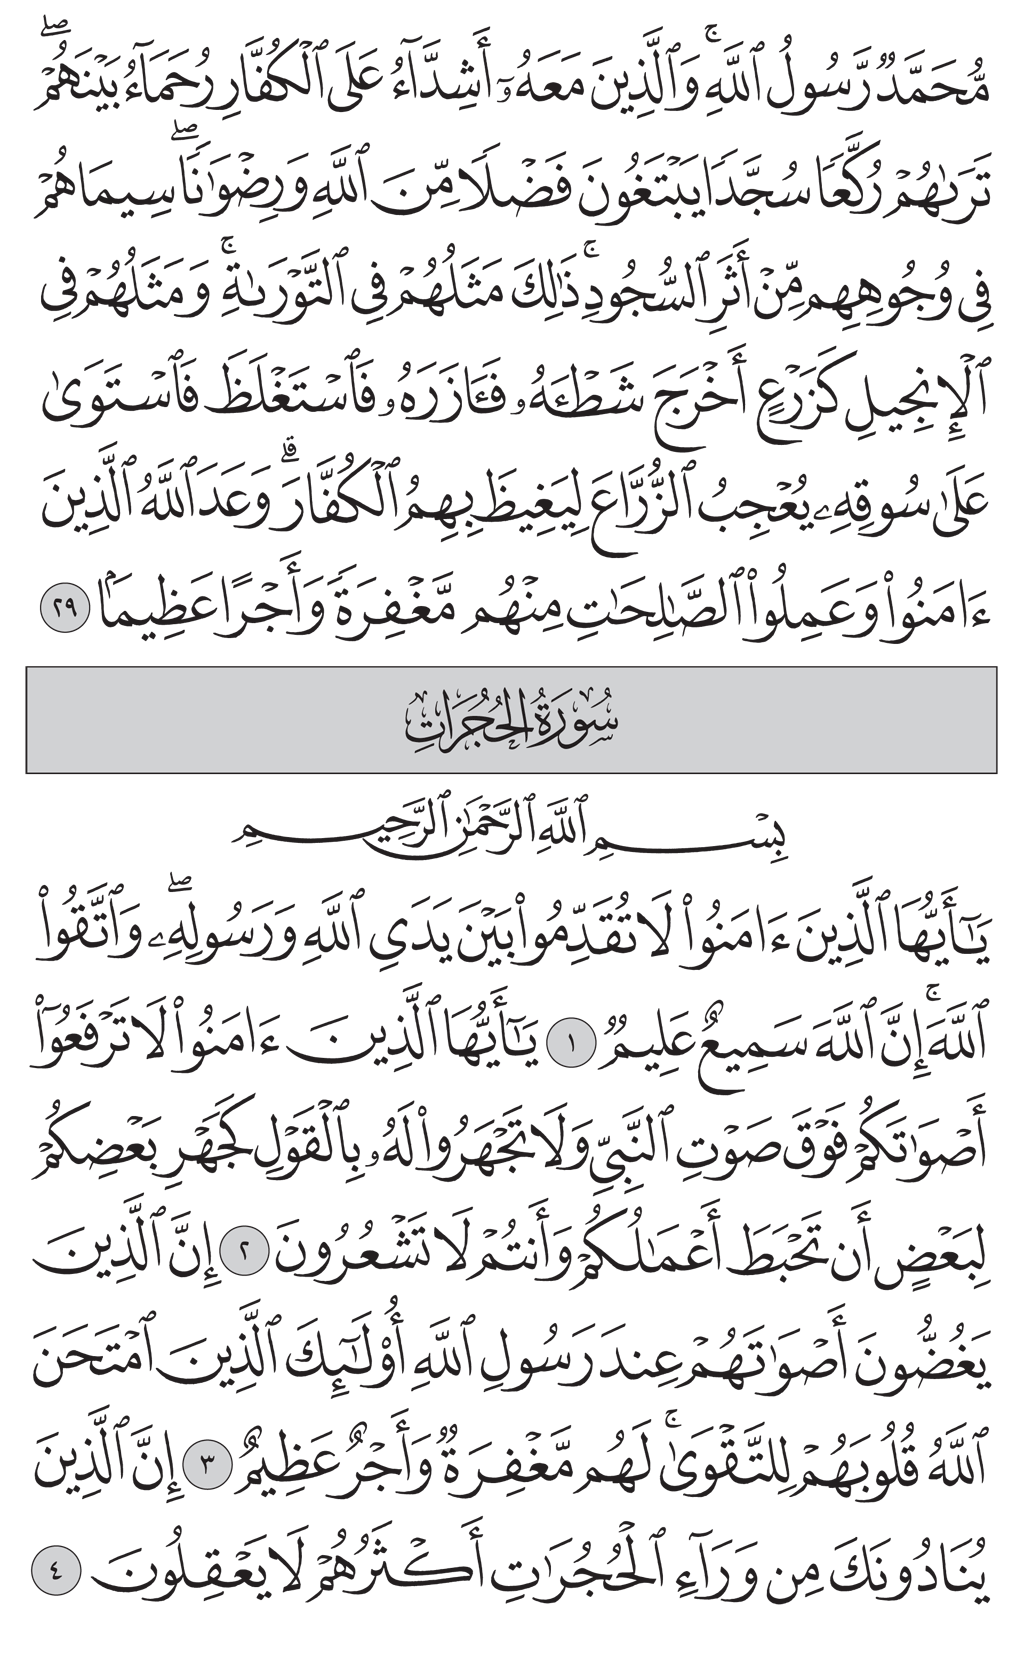 مُّحَمَّدٌ رَّسُولُ ٱللَّهِ ۚ وَٱلَّذِينَ مَعَهُۥٓ أَشِدَّآءُ عَلَى ٱلْكُفَّارِ رُحَمَآءُ بَيْنَهُمْ ۖ
تَرَىٰهُمْ رُكَّعًا سُجَّدًا يَبْتَغُونَ فَضْلًا مِّنَ ٱللَّهِ وَرِضْوَٰنًا ۖ سِيمَاهُمْ
فِى وُجُوهِهِم مِّنْ أَثَرِ ٱلسُّجُودِ ۚ ذَٰلِكَ مَثَلُهُمْ فِى ٱلتَّوْرَىٰةِ ۚ وَمَثَلُهُمْ فِى
ٱلْإِنجِيلِ كَزَرْعٍ أَخْرَجَ شَطْـَٔهُۥ فَـَٔازَرَهُۥ فَٱسْتَغْلَظَ فَٱسْتَوَىٰ
عَلَىٰ سُوقِهِۦ يُعْجِبُ ٱلزُّرَّاعَ لِيَغِيظَ بِهِمُ ٱلْكُفَّارَ ۗ وَعَدَ ٱللَّهُ ٱلَّذِينَ
ءَامَنُوا۟ وَعَمِلُوا۟ ٱلصَّٰلِحَٰتِ مِنْهُم مَّغْفِرَةً وَأَجْرًا عَظِيمًۢا ٢٩
سُورَةُ الحُجُرَاتِ
بِسْمِ ٱللَّهِ ٱلرَّحْمَٰنِ ٱلرَّحِيمِ
يَٰٓأَيُّهَا ٱلَّذِينَ ءَامَنُوا۟ لَا تُقَدِّمُوا۟ بَيْنَ يَدَىِ ٱللَّهِ وَرَسُولِهِۦ ۖ وَٱتَّقُوا۟
ٱللَّهَ ۚ إِنَّ ٱللَّهَ سَمِيعٌ عَلِيمٌ ١ يَٰٓأَيُّهَا ٱلَّذِينَ ءَامَنُوا۟ لَا تَرْفَعُوٓا۟
أَصْوَٰتَكُمْ فَوْقَ صَوْتِ ٱلنَّبِىِّ وَلَا تَجْهَرُوا۟ لَهُۥ بِٱلْقَوْلِ كَجَهْرِ بَعْضِكُمْ
لِبَعْضٍ أَن تَحْبَطَ أَعْمَٰلُكُمْ وَأَنتُمْ لَا تَشْعُرُونَ ٢ إِنَّ ٱلَّذِينَ
يَغُضُّونَ أَصْوَٰتَهُمْ عِندَ رَسُولِ ٱللَّهِ أُو۟لَٰٓئِكَ ٱلَّذِينَ ٱمْتَحَنَ
ٱللَّهُ قُلُوبَهُمْ لِلتَّقْوَىٰ ۚ لَهُم مَّغْفِرَةٌ وَأَجْرٌ عَظِيمٌ ٣ إِنَّ ٱلَّذِينَ
يُنَادُونَكَ مِن وَرَآءِ ٱلْحُجُرَٰتِ أَكْثَرُهُمْ لَا يَعْقِلُونَ ٤